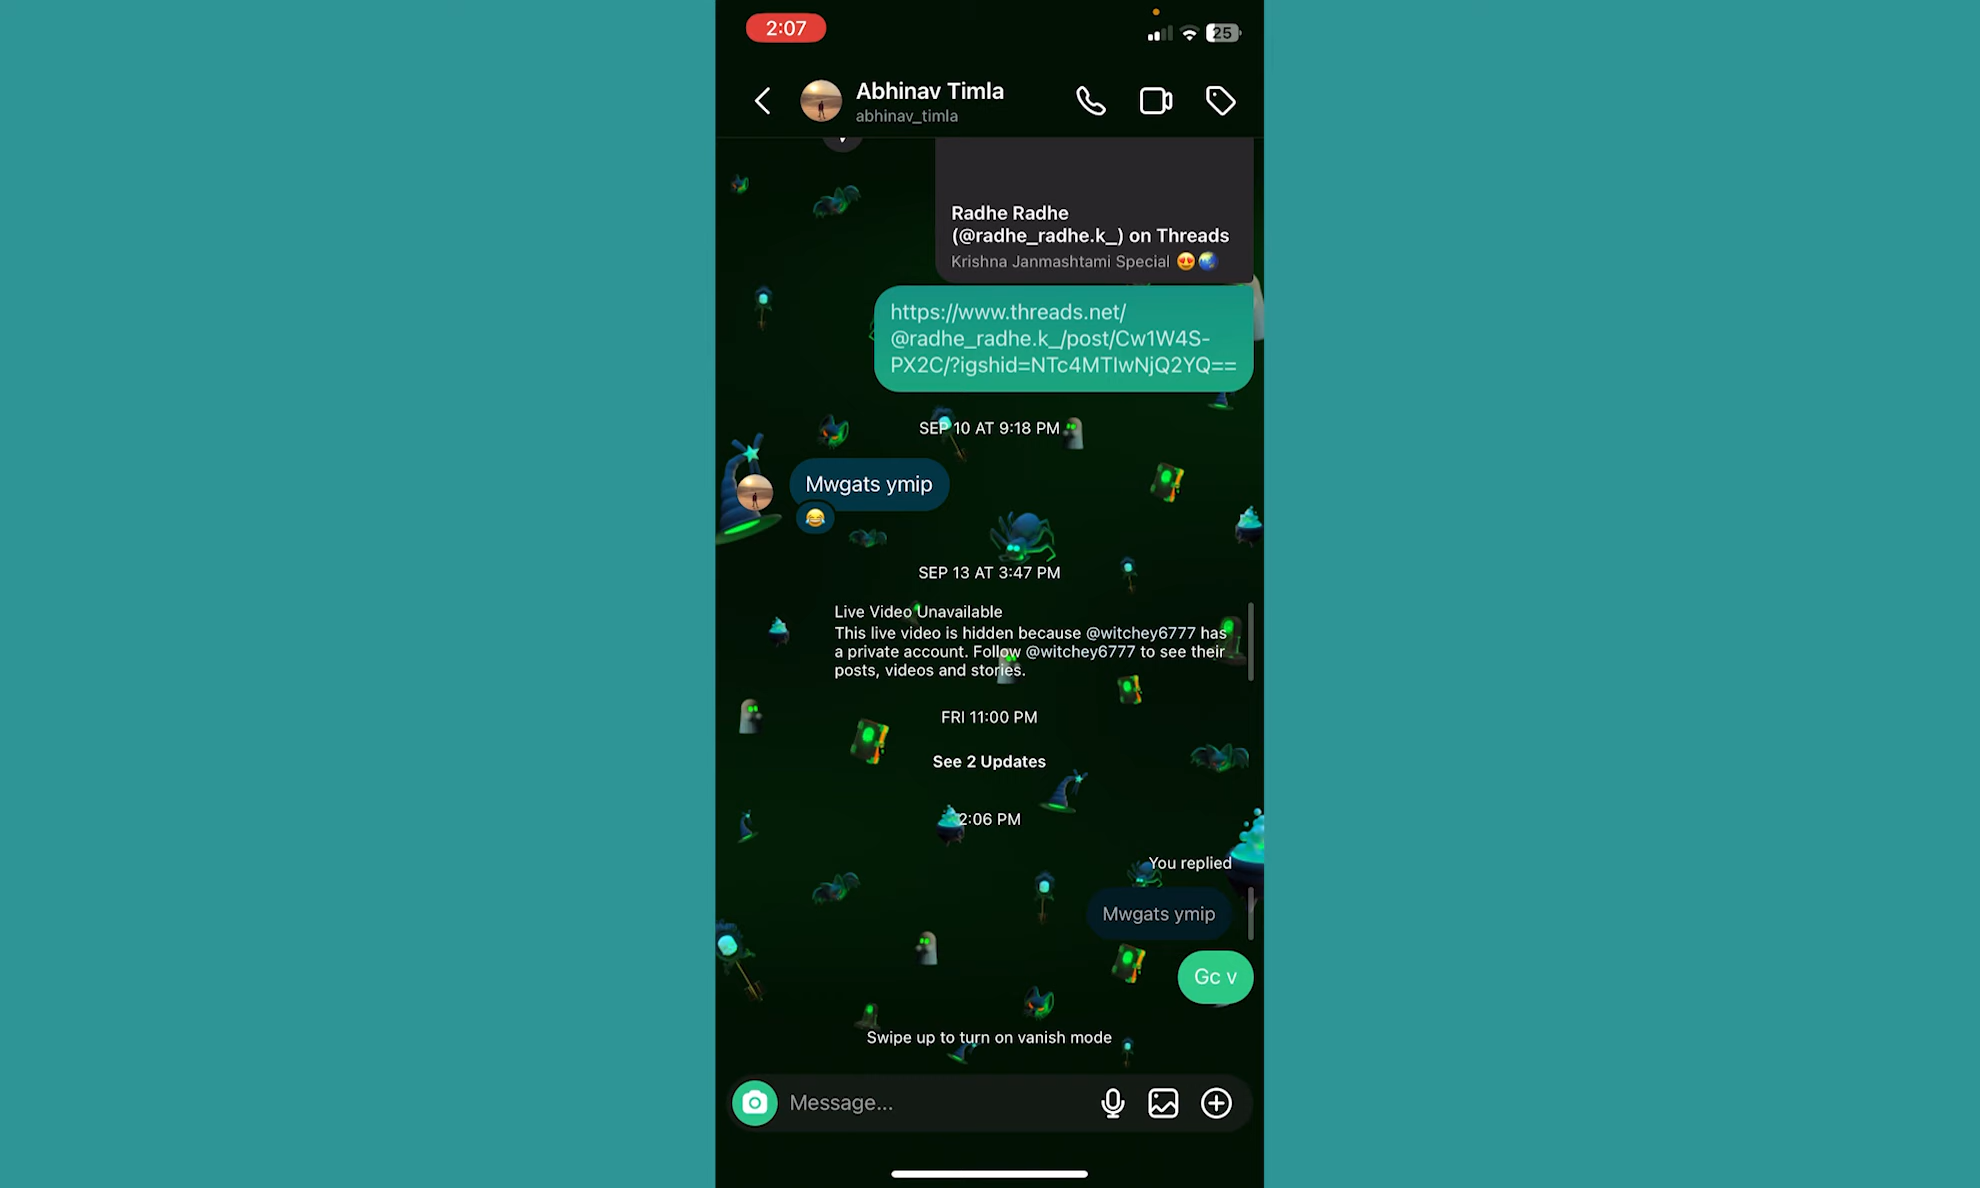 2:07
25
Abhinav Timla
abhinav_timla
Radhe Radhe
(@radhe_radhe.k_) on Threads
Krishna Janmashtami Special 😍🌏
https://www.threads.net/
@radhe_radhe.k_/post/Cw1W4S-
PX2C/?igshid=NTc4MTIwNjQ2YQ==
SEP 10 AT 9:18 PM
Mwgats ymip
😂
SEP 13 AT 3:47 PM
Live Video Unavailable
This live video is hidden because @witchey6777 has
a private account. Follow @witchey6777 to see their
posts, videos and stories.
FRI 11:00 PM
See 2 Updates
2:06 PM
You replied
Mwgats ymip
Gc v
Swipe up to turn on vanish mode
Message...